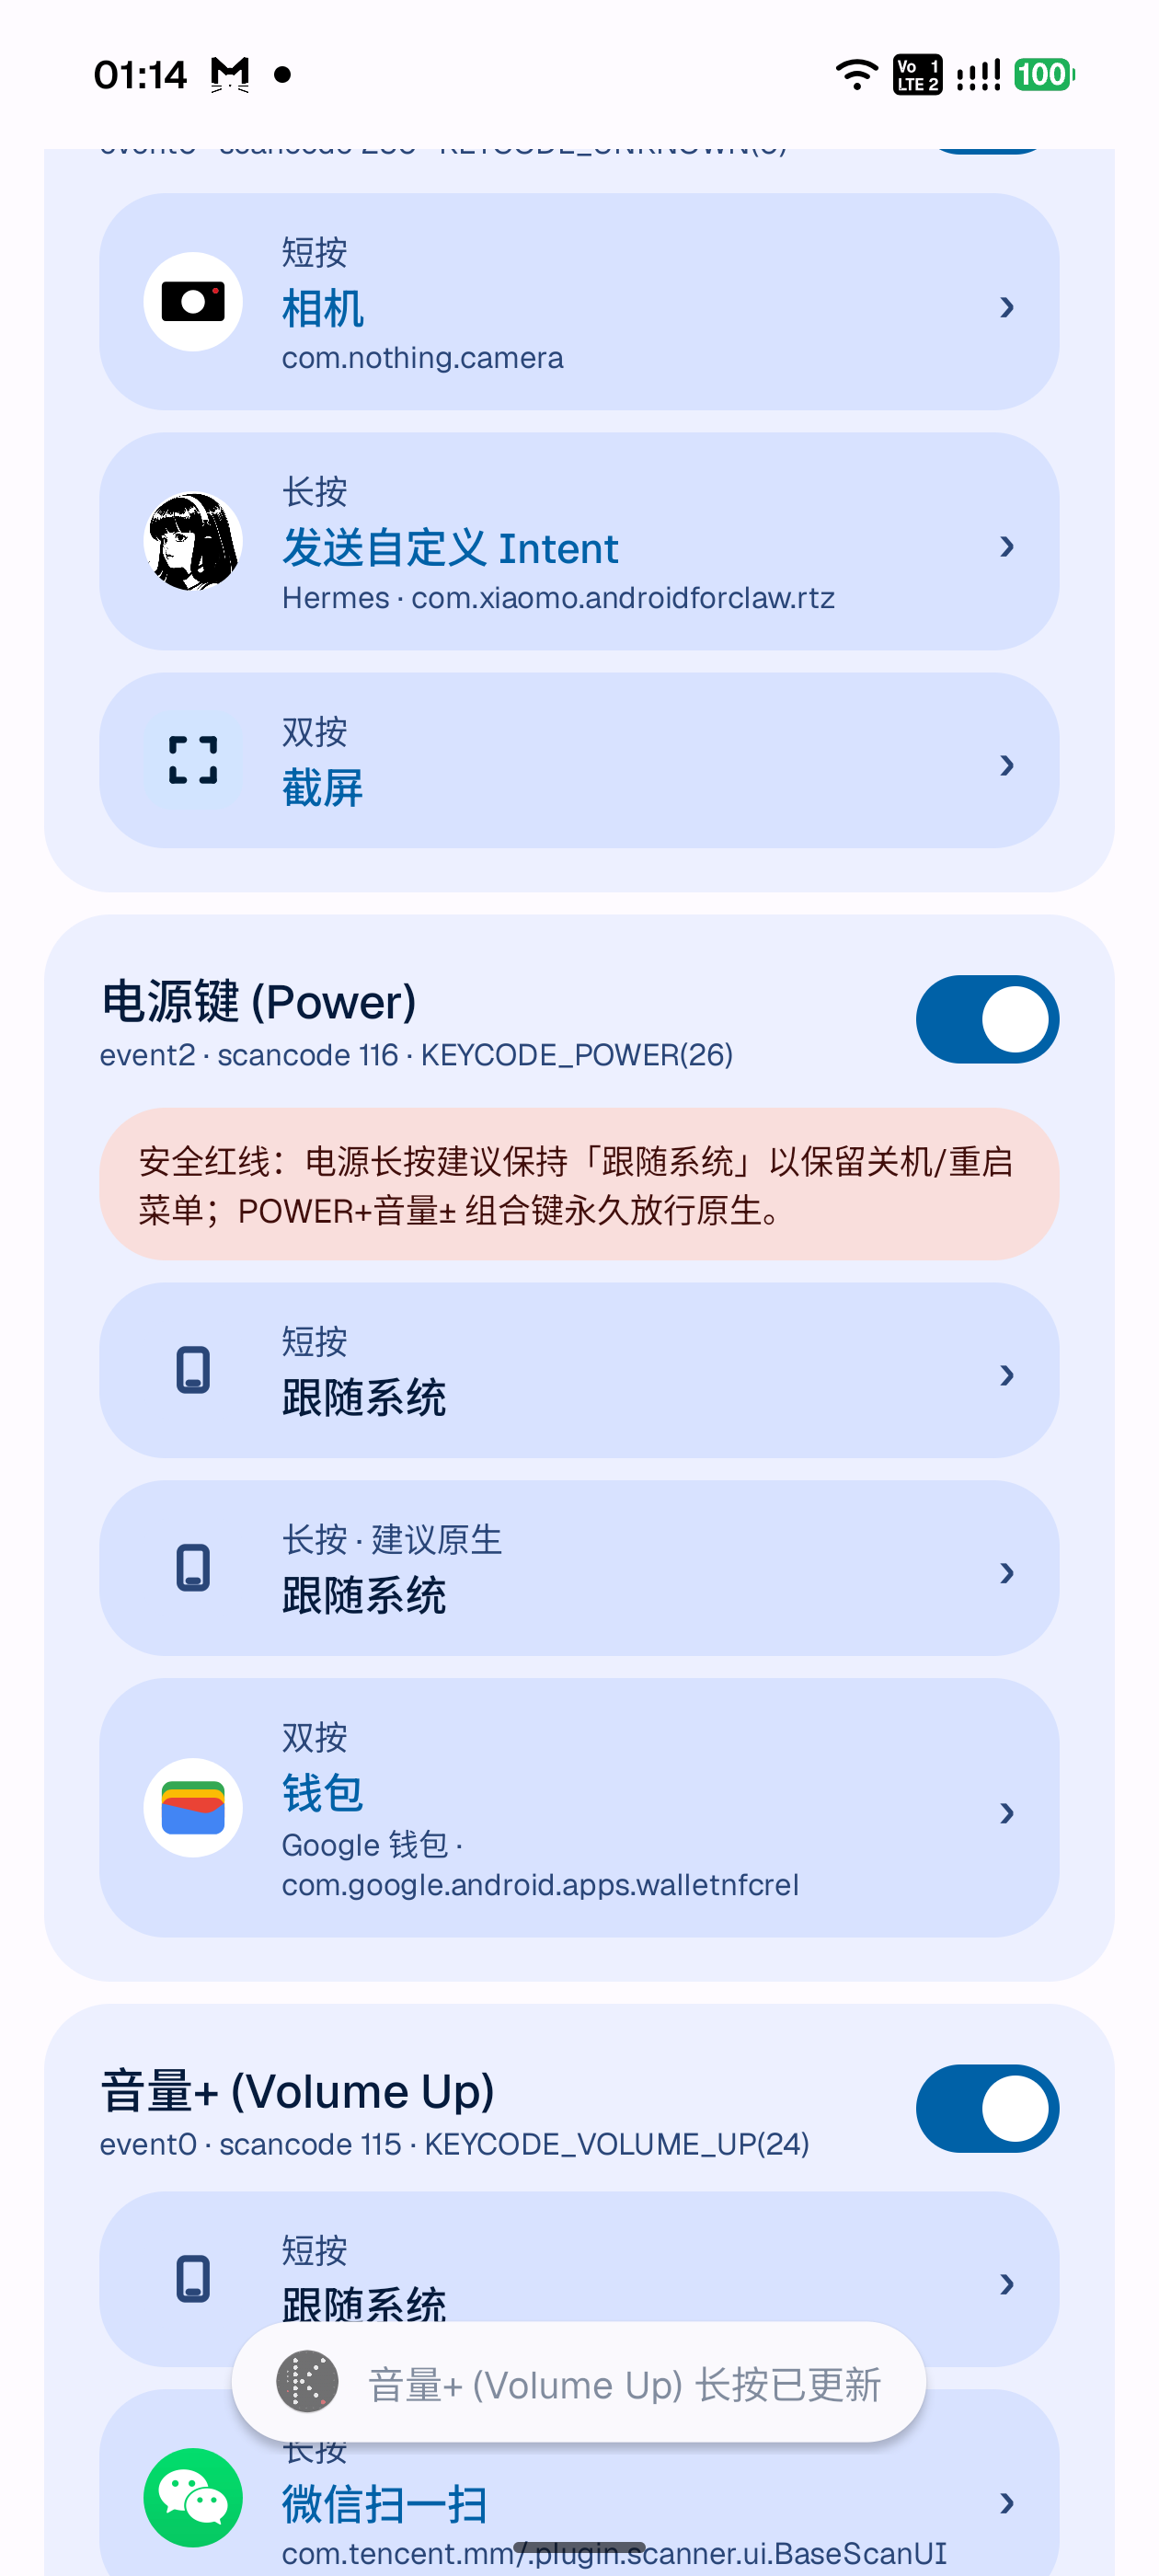 01:14
Vo 1
LTE 2
100
短按
相机
com.nothing.camera
长按
发送自定义 Intent
Hermes · com.xiaomo.androidforclaw.rtz
双按
截屏
电源键 (Power)
event2 · scancode 116 · KEYCODE_POWER(26)
安全红线：电源长按建议保持「跟随系统」以保留关机/重启
菜单；POWER+音量± 组合键永久放行原生。
短按
跟随系统
长按 · 建议原生
跟随系统
双按
钱包
Google 钱包 ·
com.google.android.apps.walletnfcrel
音量+ (Volume Up)
event0 · scancode 115 · KEYCODE_VOLUME_UP(24)
短按
跟随系统
音量+ (Volume Up) 长按已更新
长按
微信扫一扫
com.tencent.mm/.plugin.scanner.ui.BaseScanUI